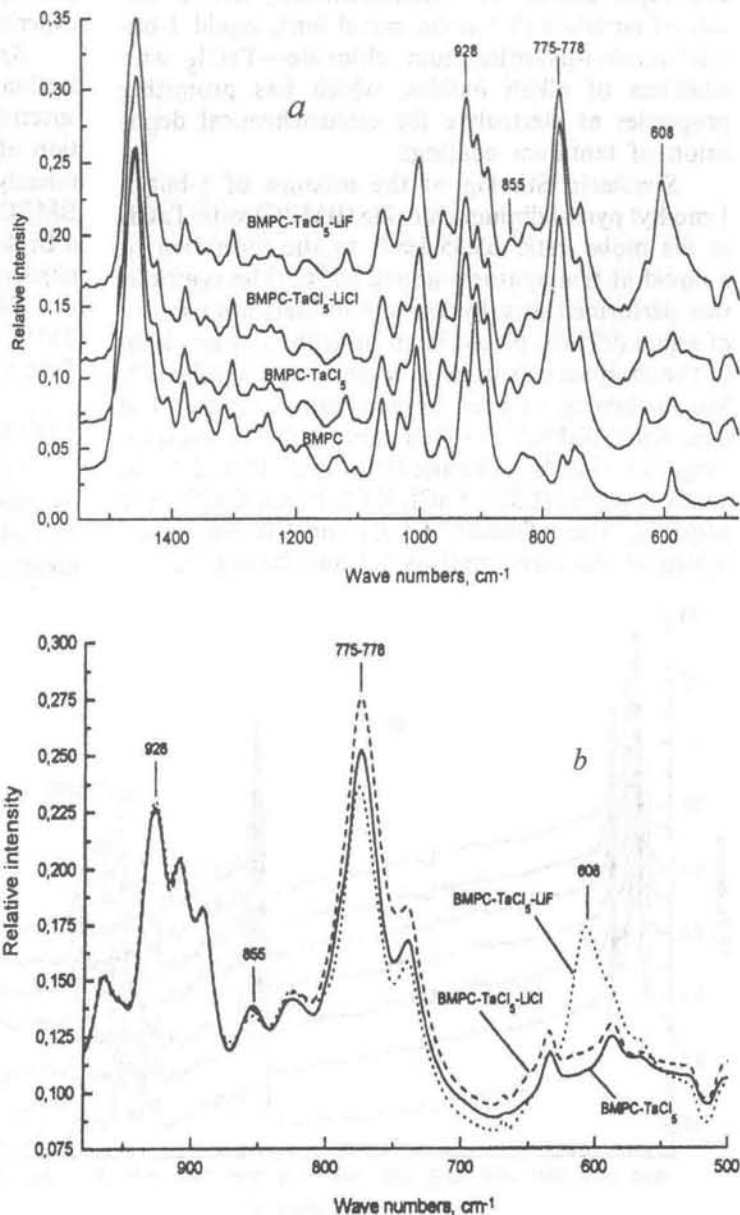 0,35
0,30
0,25
0,20
0,15
0,10
0,05
0,00
Relative intensity
a
928
775-778
855
608
BMPC-TaCl5-LiF
BMPC-TaCl5-LiCl
BMPC-TaCl5
BMPC
1400 1200 1000 800 600
Wave numbers, cm-1
0,300
0,275
0,250
0,225
0,200
0,175
0,150
0,125
0,100
0,075
Relative intensity
775-778
b
928
855
BMPC-TaCl5-LiF
608
BMPC-TaCl5-LiCl
BMPC-TaCl5
900 800 700 600 500
Wave numbers, cm-1